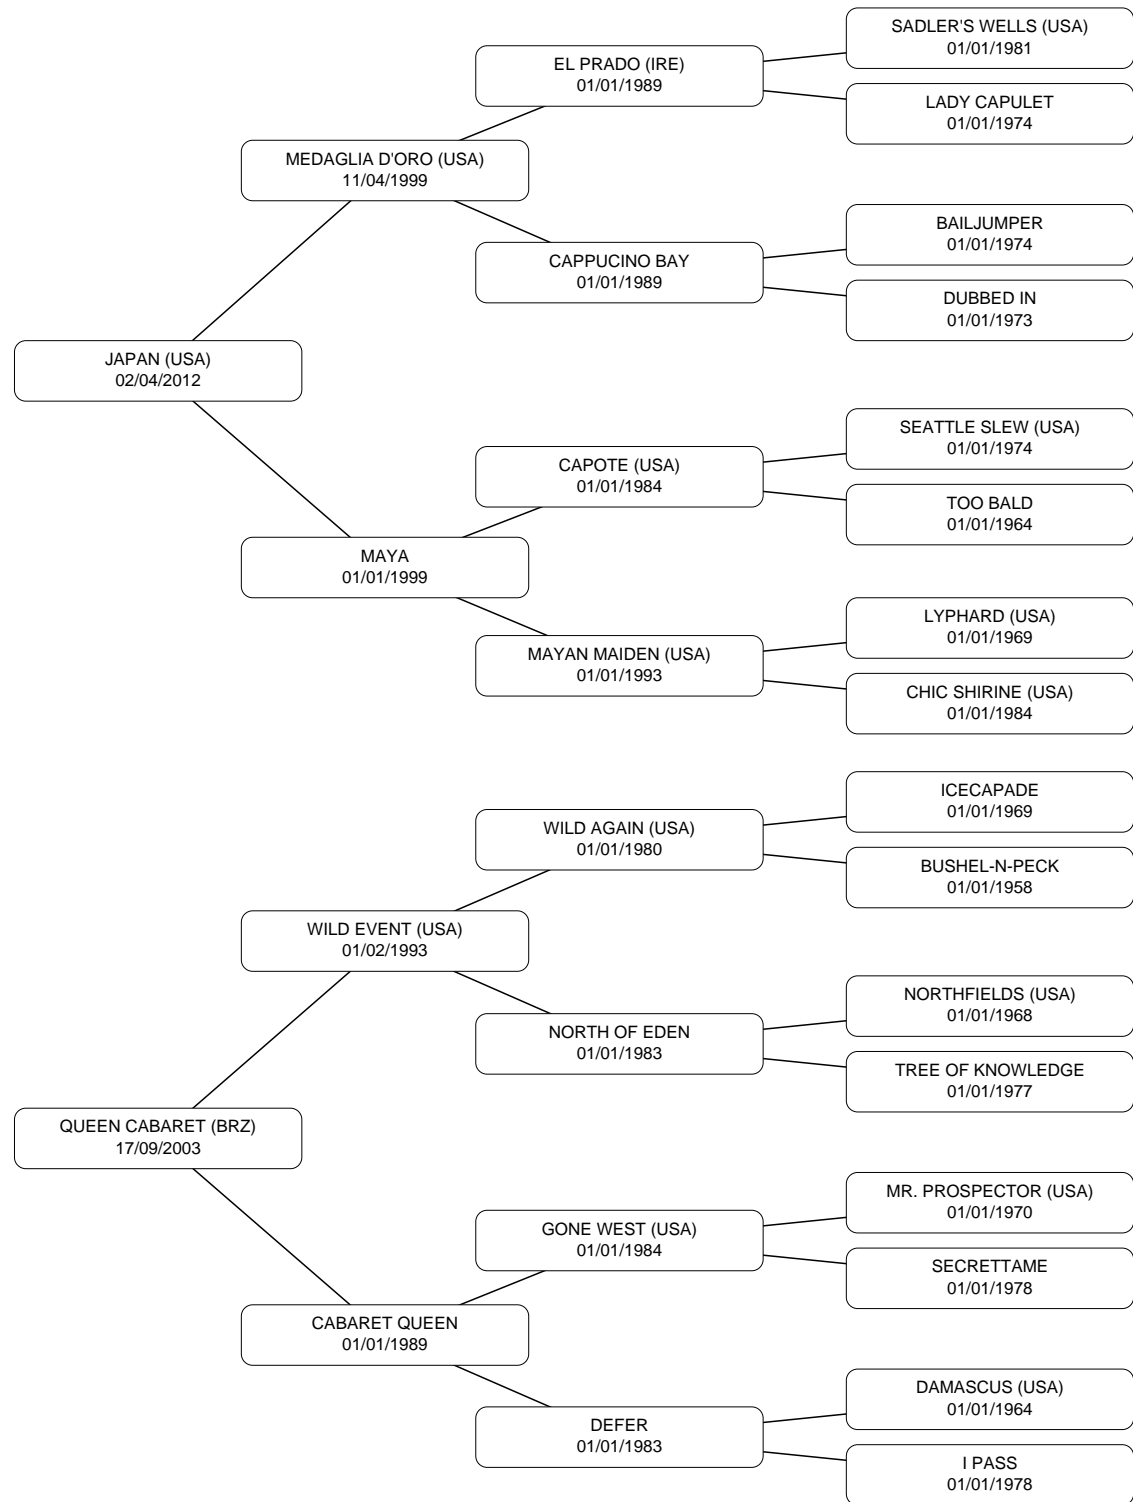 SADLER'S WELLS (USA)
01/01/1981
EL PRADO (IRE)
01/01/1989
LADY CAPULET
01/01/1974
MEDAGLIA D'ORO (USA)
11/04/1999
BAILJUMPER
01/01/1974
CAPPUCINO BAY
01/01/1989
DUBBED IN
01/01/1973
JAPAN (USA)
02/04/2012
SEATTLE SLEW (USA)
01/01/1974
CAPOTE (USA)
01/01/1984
TOO BALD
01/01/1964
MAYA
01/01/1999
LYPHARD (USA)
01/01/1969
MAYAN MAIDEN (USA)
01/01/1993
CHIC SHIRINE (USA)
01/01/1984
ICECAPADE
01/01/1969
WILD AGAIN (USA)
01/01/1980
BUSHEL-N-PECK
01/01/1958
WILD EVENT (USA)
01/02/1993
NORTHFIELDS (USA)
01/01/1968
NORTH OF EDEN
01/01/1983
TREE OF KNOWLEDGE
01/01/1977
QUEEN CABARET (BRZ)
17/09/2003
MR. PROSPECTOR (USA)
01/01/1970
GONE WEST (USA)
01/01/1984
SECRETTAME
01/01/1978
CABARET QUEEN
01/01/1989
DAMASCUS (USA)
01/01/1964
DEFER
01/01/1983
I PASS
01/01/1978